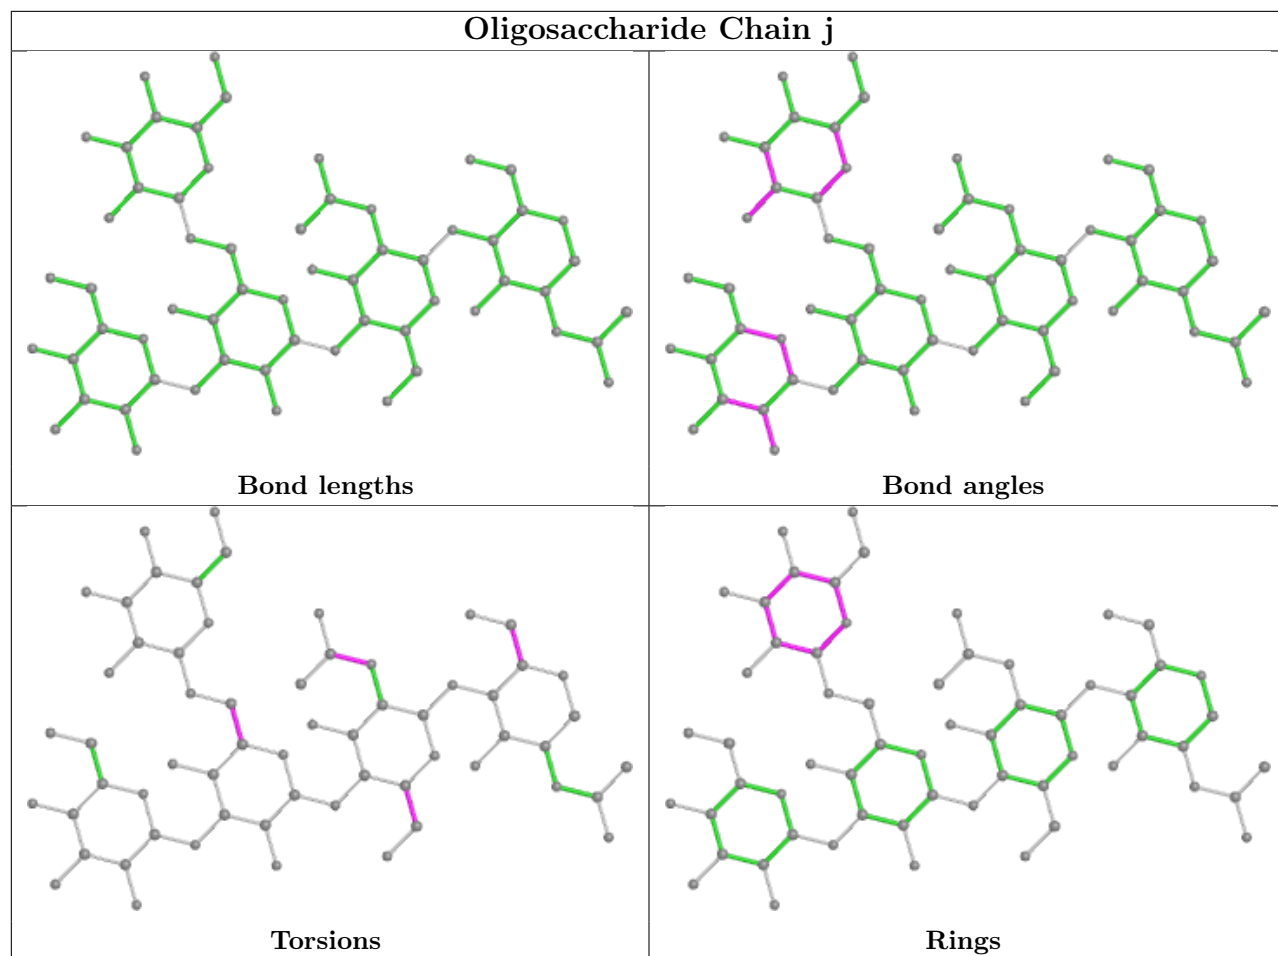 Oligosaccharide Chain j
Bond lengths
Bond angles
Torsions
Rings